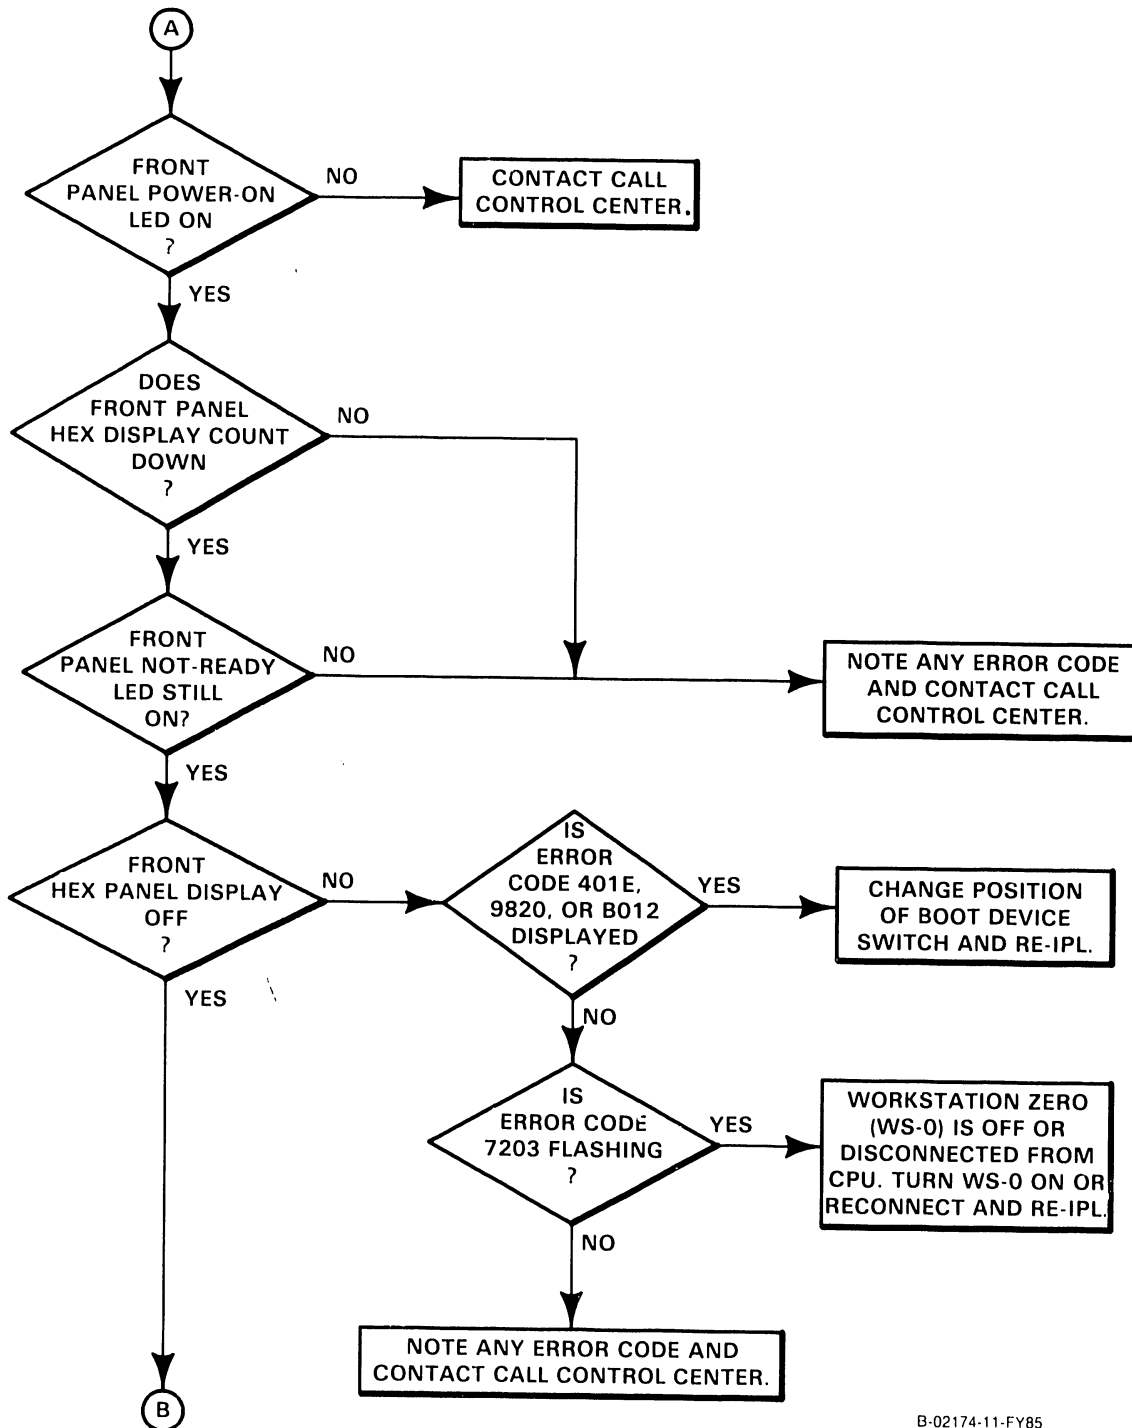 A
FRONT
PANEL POWER-ON
LED ON
?
NO
CONTACT CALL
CONTROL CENTER.
YES
DOES
FRONT PANEL
HEX DISPLAY COUNT
DOWN
?
NO
YES
FRONT
PANEL NOT-READY
LED STILL
ON?
NO
NOTE ANY ERROR CODE
AND CONTACT CALL
CONTROL CENTER.
YES
FRONT
HEX PANEL DISPLAY
OFF
?
NO
IS
ERROR
CODE 401E,
9820, OR B012
DISPLAYED
?
YES
CHANGE POSITION
OF BOOT DEVICE
SWITCH AND RE-IPL.
YES
NO
IS
ERROR CODE
7203 FLASHING
?
YES
WORKSTATION ZERO
(WS-0) IS OFF OR
DISCONNECTED FROM
CPU. TURN WS-0 ON OR
RECONNECT AND RE-IPL.
NO
NOTE ANY ERROR CODE AND
CONTACT CALL CONTROL CENTER.
B
B-02174-11-FY85